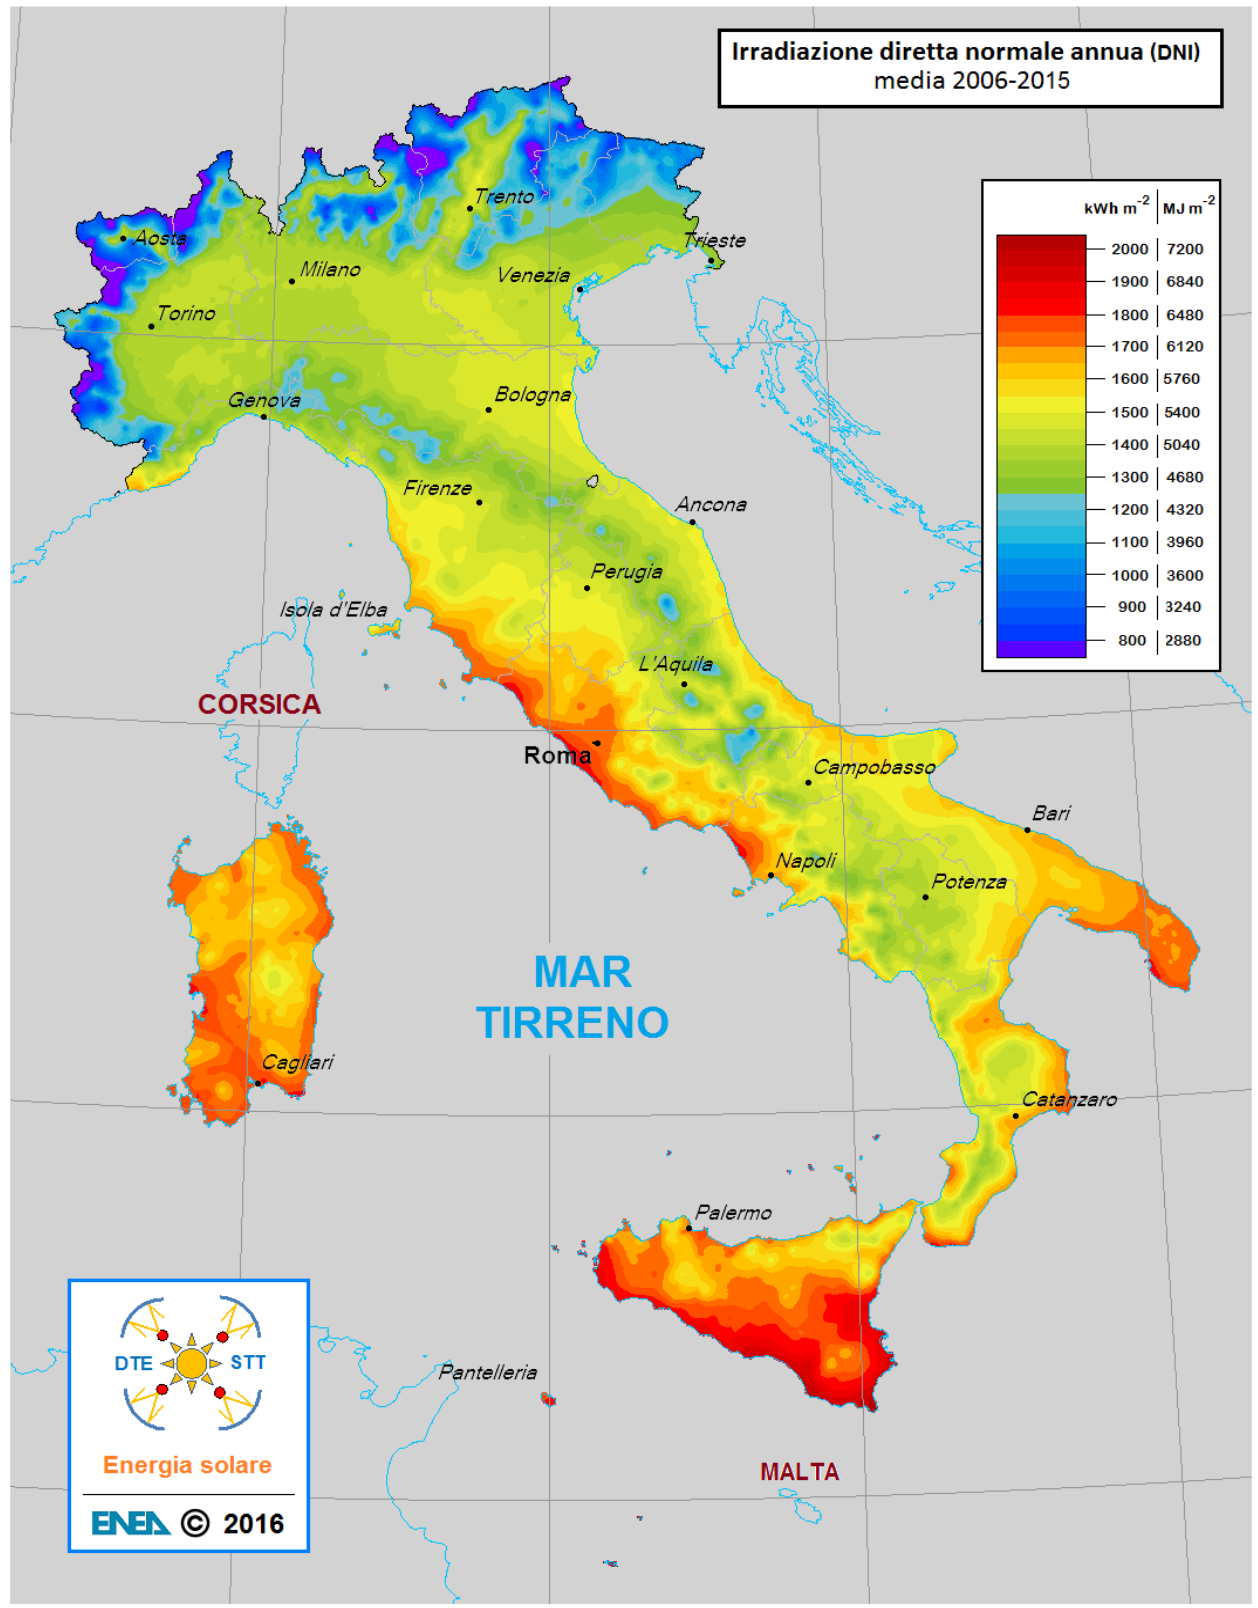 Irradiazione diretta normale annua (DNI)
media 2006-2015
kWh m⁻² | MJ m⁻²
2000 | 7200
1900 | 6840
1800 | 6480
1700 | 6120
1600 | 5760
1500 | 5400
1400 | 5040
1300 | 4680
1200 | 4320
1100 | 3960
1000 | 3600
900 | 3240
800 | 2880
Trento
Aosta
Trieste
Milano
Venezia
Torino
Genova
Bologna
Firenze
Ancona
Perugia
Isola d'Elba
L'Aquila
CORSICA
Roma
Campobasso
Bari
Napoli
Potenza
MAR
TIRRENO
Cagliari
Catanzaro
Palermo
Pantelleria
MALTA
DTE STT
Energia solare
ENEA © 2016